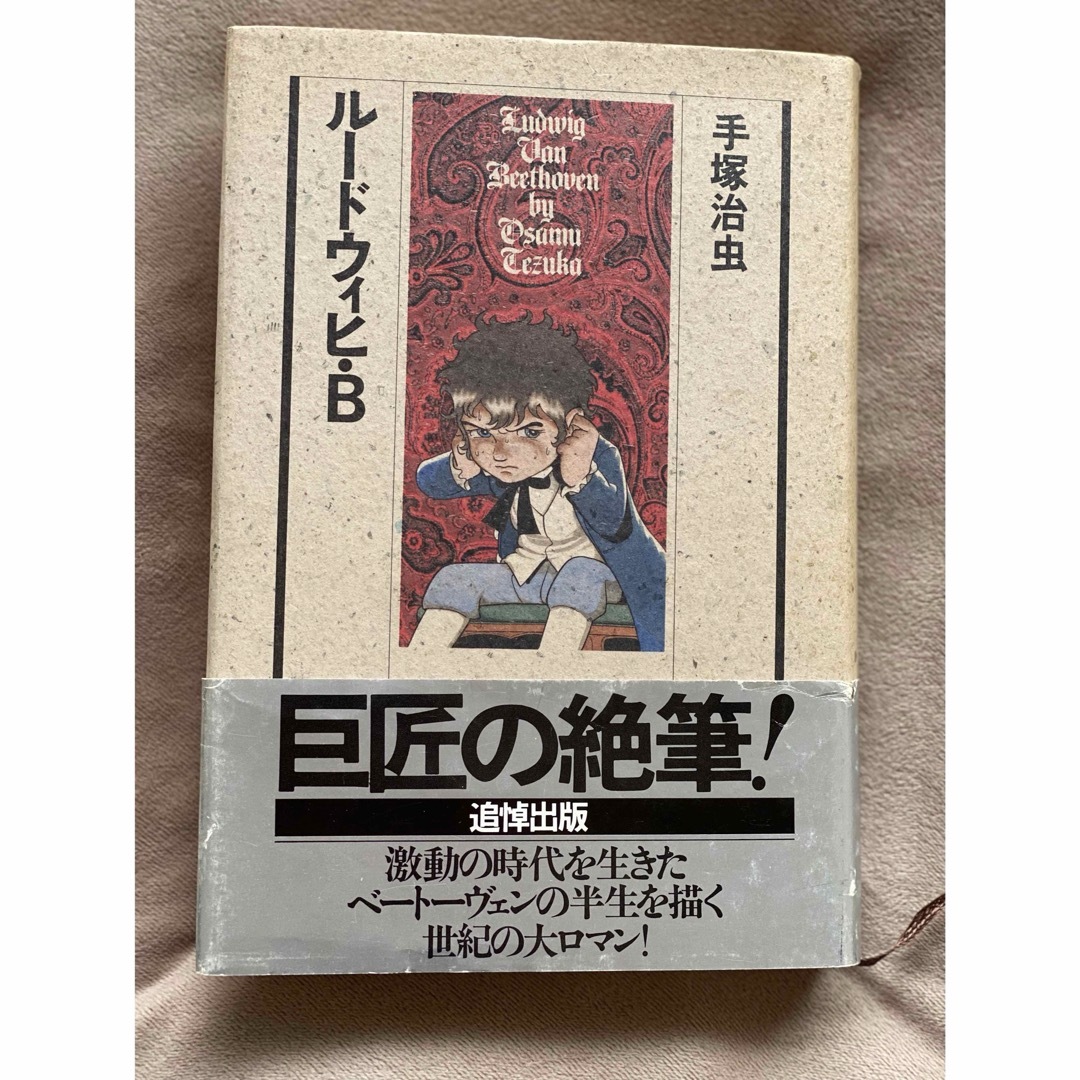 手塚治虫
Ludwig
Van
Beethoven
by
Osamu
Tezuka
ルードウィヒ・B
巨匠の絶筆!
追悼出版
激動の時代を生きた
ベートーヴェンの半生を描く
世紀の大ロマン!